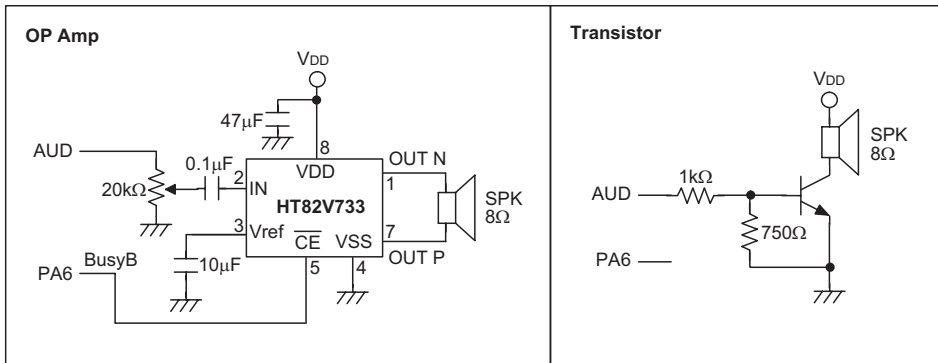 OP Amp
VDD
47μF
8
AUD
0.1μF
VDD
OUT N
2
IN
1
20kΩ
HT82V733
SPK
8Ω
3
Vref
CE
VSS
7
OUT P
BusyB
10μF
5
4
PA6
Transistor
VDD
SPK
8Ω
1kΩ
AUD
750Ω
PA6